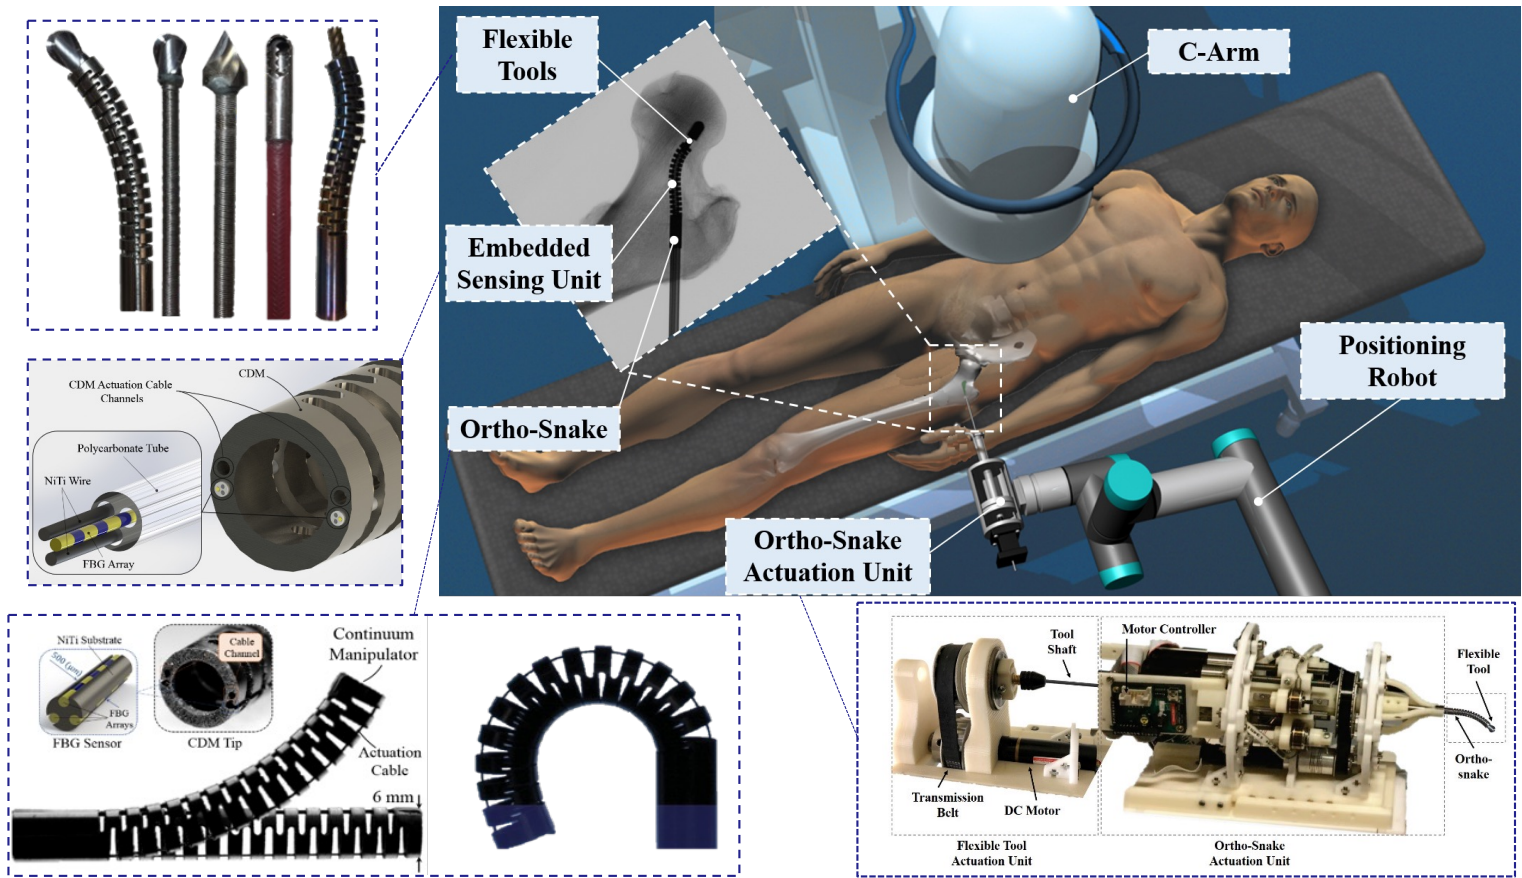 Flexible
Tools
C-Arm
Embedded
Sensing Unit
Positioning
Robot
Ortho-Snake
Ortho-Snake
Actuation Unit
CDM Actuation Cable
Channels
CDM
Polycarbonate Tube
NiTi Wire
FBG Array
NiTi Substrate
500 (μm)
FBG
Arrays
FBG Sensor
Cable
Channel
CDM Tip
Continuum
Manipulator
Actuation
Cable
6 mm
Tool
Shaft
Motor Controller
Flexible
Tool
Ortho-
snake
Transmission
Belt
DC Motor
Flexible Tool
Actuation Unit
Ortho-Snake
Actuation Unit